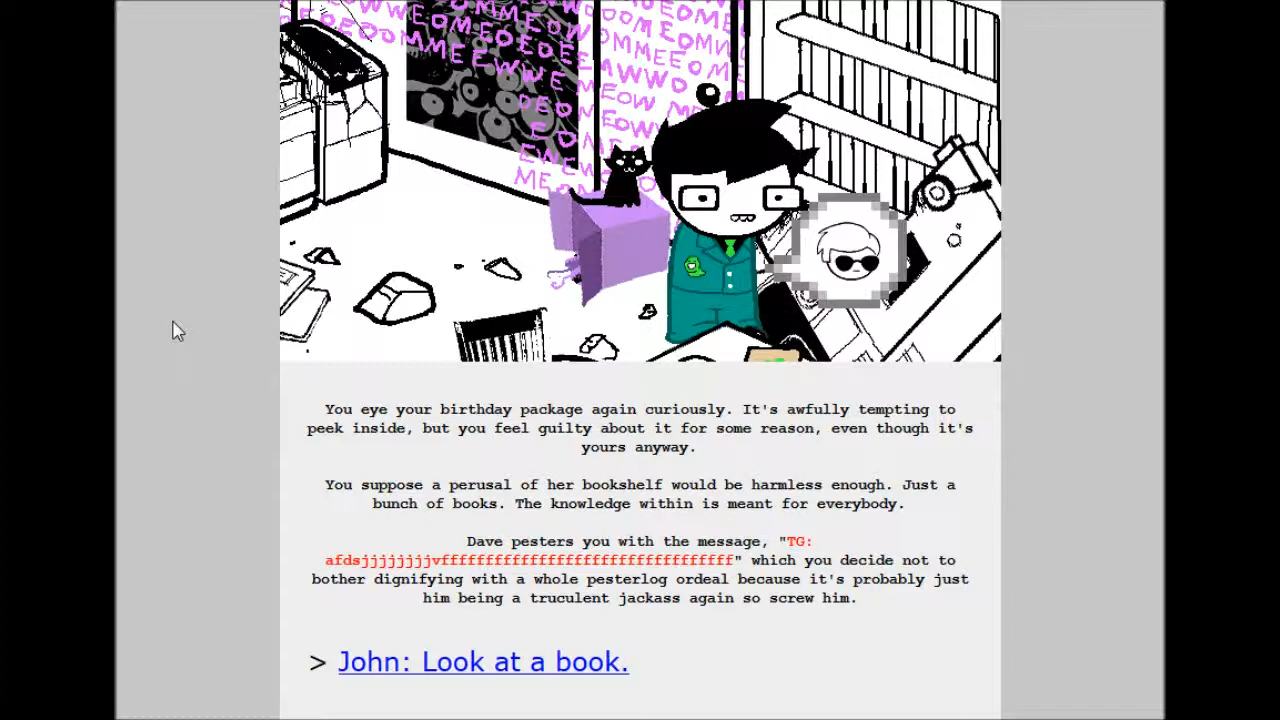 You eye your birthday package again curiously. It's awfully tempting to
peek inside, but you feel guilty about it for some reason, even though it's
yours anyway.
You suppose a perusal of her bookshelf would be harmless enough. Just a
bunch of books. The knowledge within is meant for everybody.
Dave pesters you with the message, "TG:
afdsjjjjjjjjvfffffffffffffffffffffffffffffffff" which you decide not to
bother dignifying with a whole pesterlog ordeal because it's probably just
him being a truculent jackass again so screw him.
> John: Look at a book.